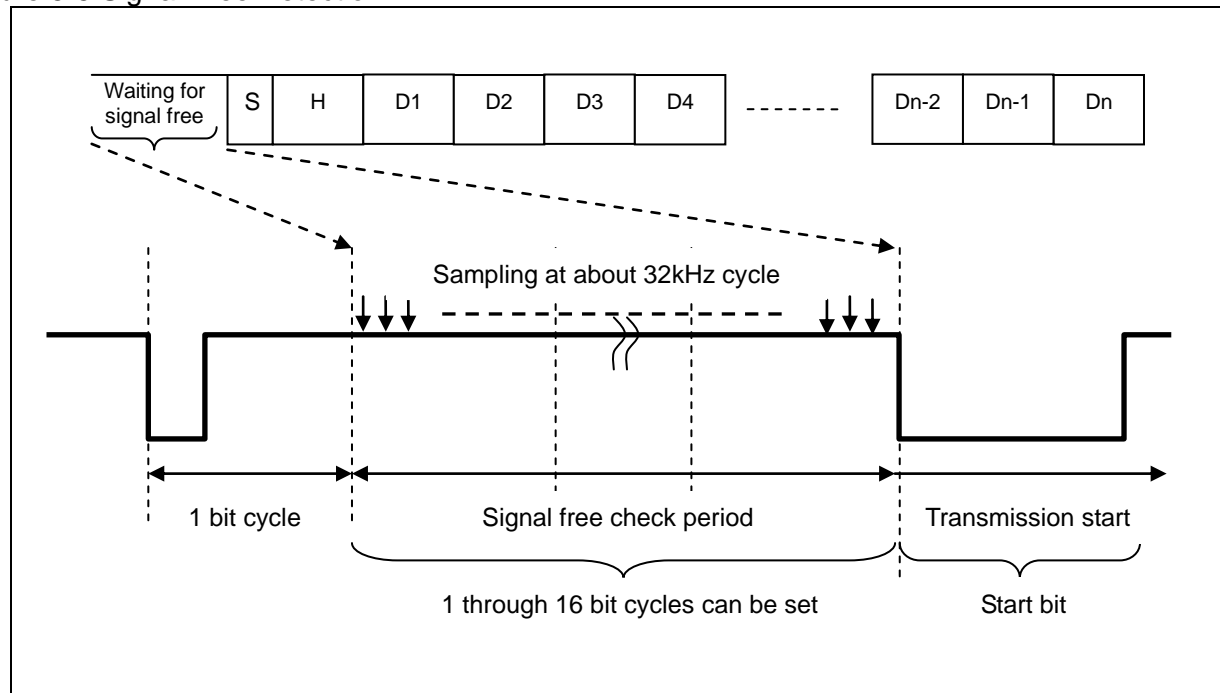 Waiting for
signal free
S H D1 D2 D3 D4 Dn-2 Dn-1 Dn
Sampling at about 32kHz cycle
1 bit cycle Signal free check period Transmission start
1 through 16 bit cycles can be set Start bit